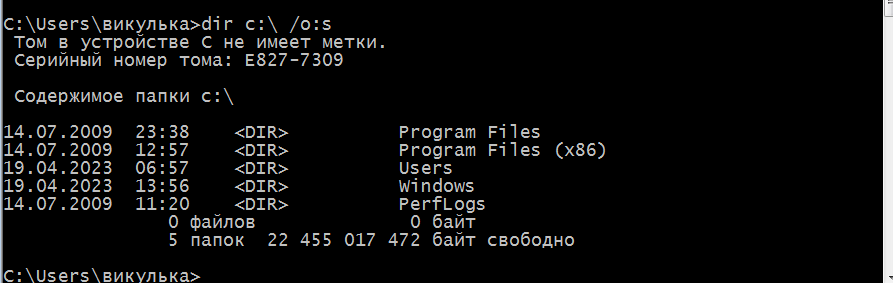 C:\Users\викулька>dir c:\ /o:s
Том в устройстве C не имеет метки.
Серийный номер тома: E827-7309
Содержимое папки c:\
14.07.2009  23:38    <DIR>          Program Files
14.07.2009  12:57    <DIR>          Program Files (x86)
19.04.2023  06:57    <DIR>          Users
19.04.2023  13:56    <DIR>          Windows
14.07.2009  11:20    <DIR>          PerfLogs
0 файлов              0 байт
5 папок  22 455 017 472 байт свободно
C:\Users\викулька>